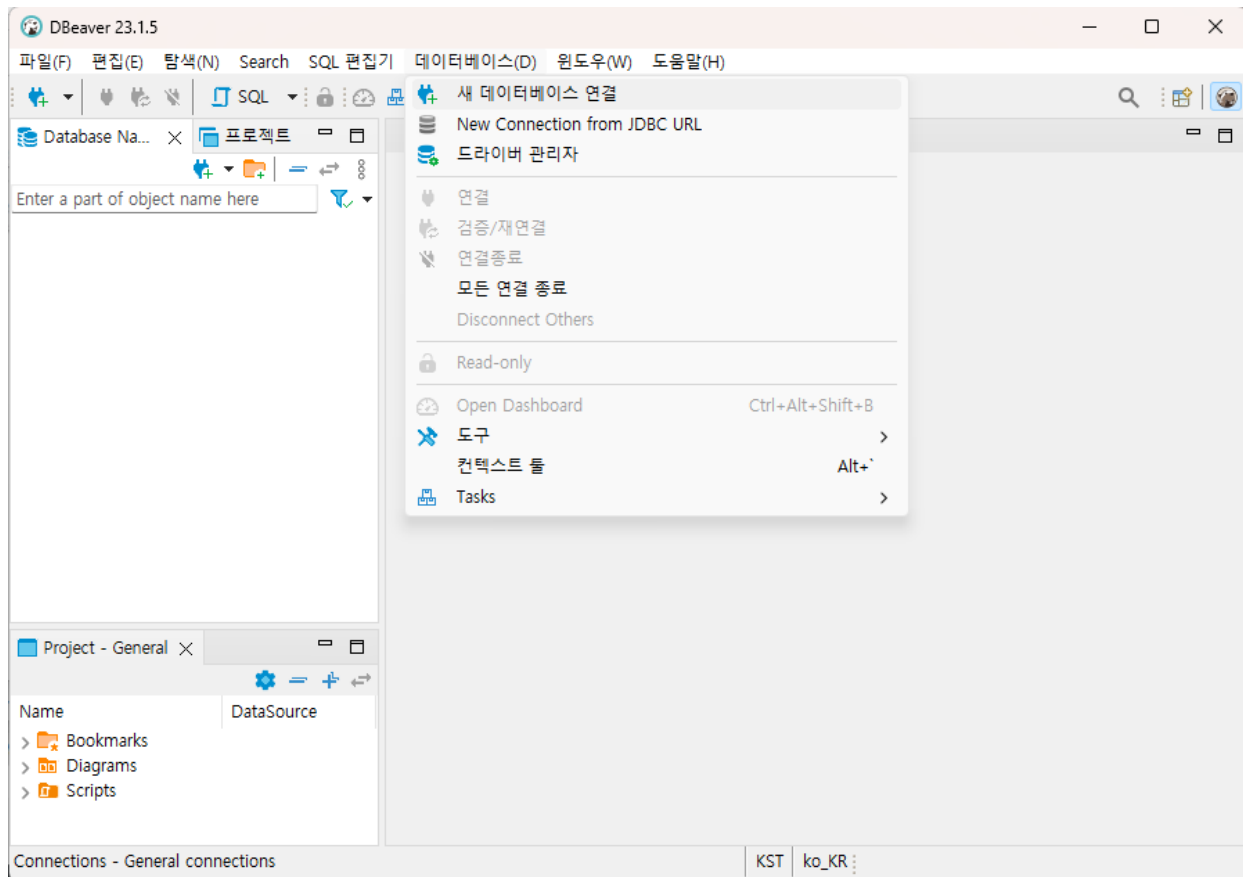 DBeaver 23.1.5
파일(F) 편집(E) 탐색(N) Search SQL 편집기 데이터베이스(D) 윈도우(W) 도움말(H)
SQL
Database Na...
프로젝트
Enter a part of object name here
새 데이터베이스 연결
New Connection from JDBC URL
드라이버 관리자
연결
검증/재연결
연결종료
모든 연결 종료
Disconnect Others
Read-only
Open Dashboard Ctrl+Alt+Shift+B
도구
컨텍스트 툴 Alt+`
Tasks
Project - General
Name DataSource
Bookmarks
Diagrams
Scripts
Connections - General connections KST ko_KR